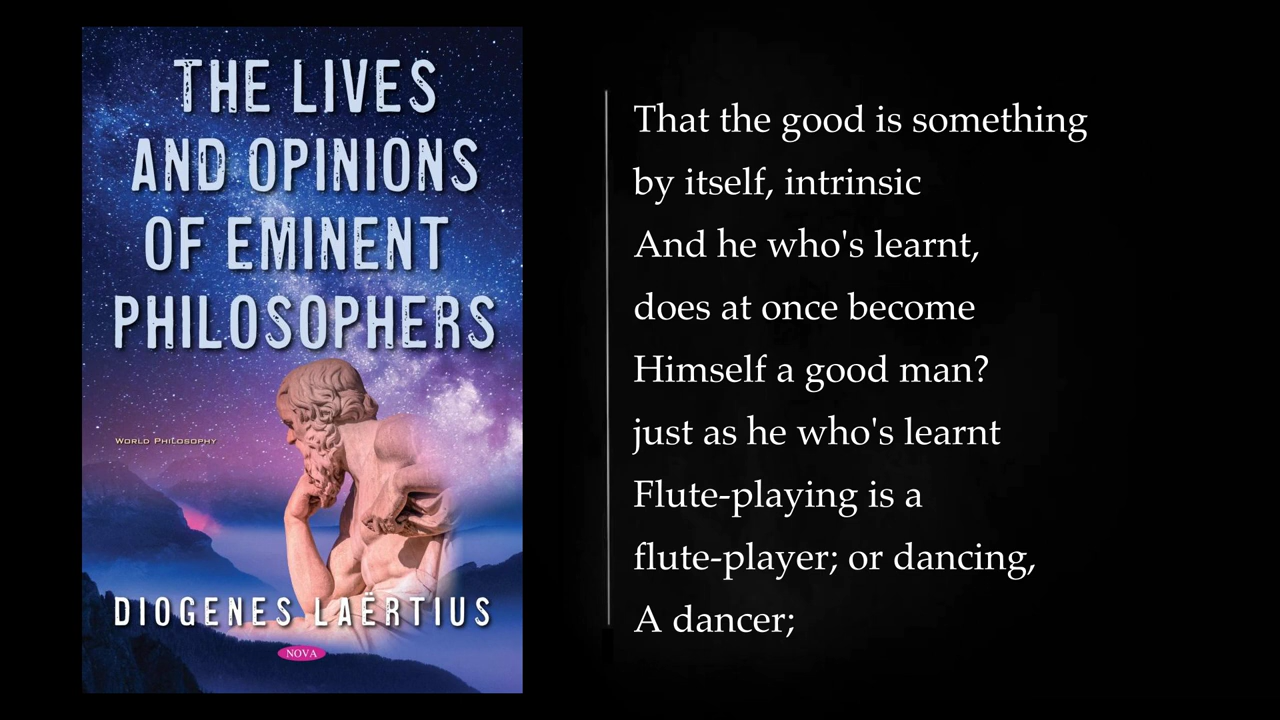 THE LIVES
AND OPINIONS
OF EMINENT
PHILOSOPHERS
WORLD PHILOSOPHY
DIOGENES LAËRTIUS
NOVA
That the good is something
by itself, intrinsic
And he who's learnt,
does at once become
Himself a good man?
just as he who's learnt
Flute-playing is a
flute-player; or dancing,
A dancer;